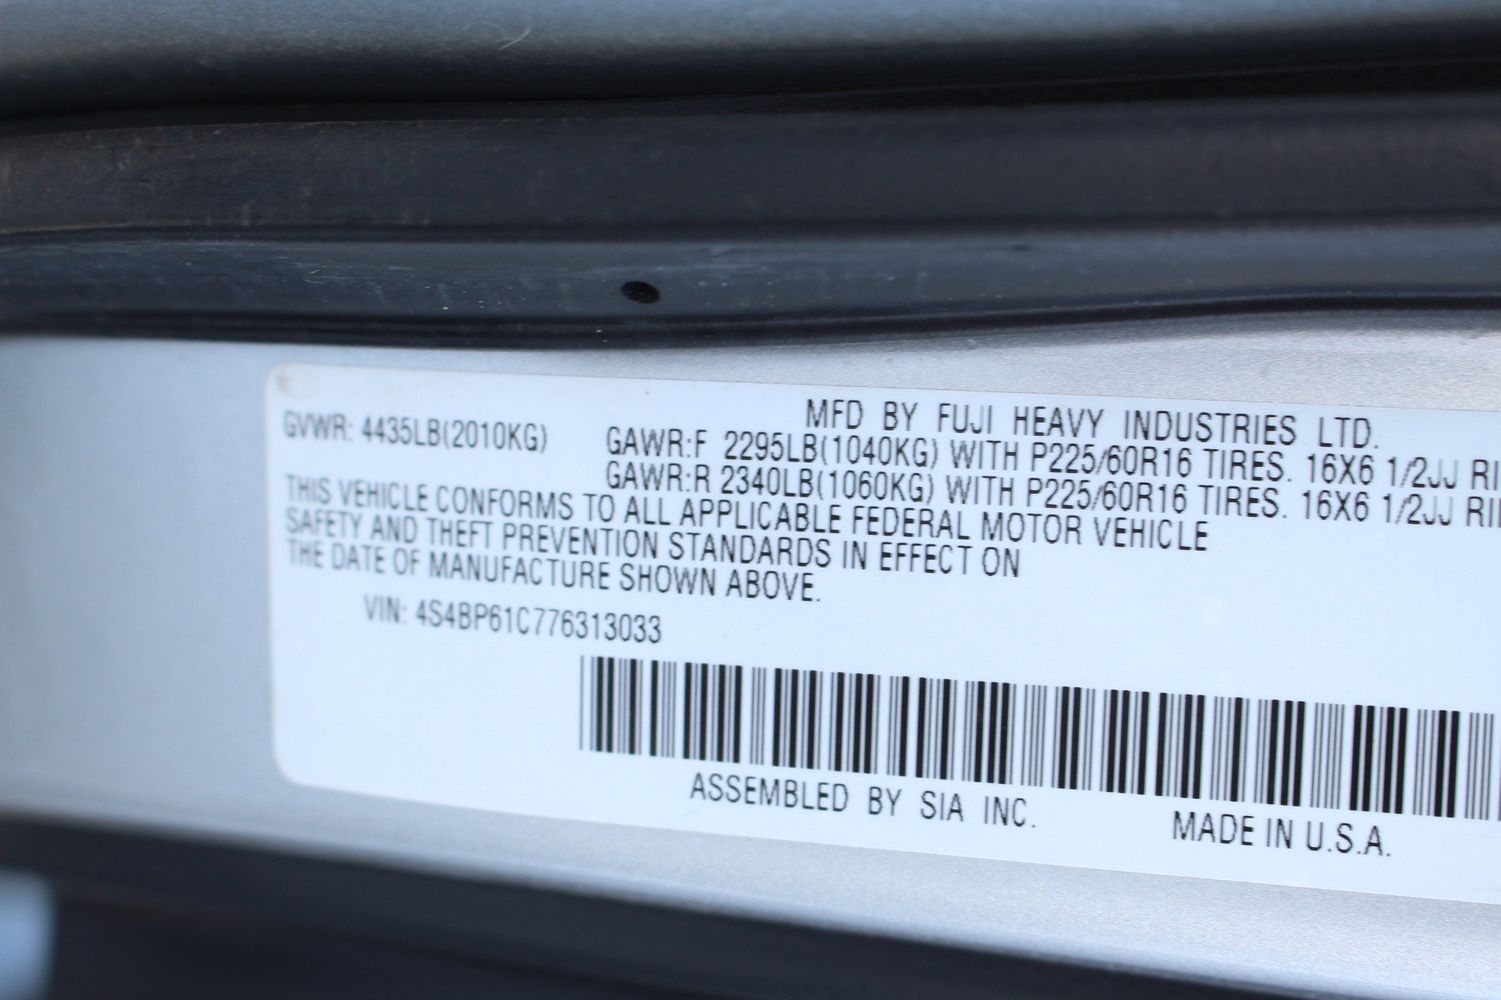 MFD BY FUJI HEAVY INDUSTRIES LTD.
GVWR: 4435LB(2010KG) GAWR:F 2295LB(1040KG) WITH P225/60R16 TIRES. 16X6 1/2JJ RI
GAWR:R 2340LB(1060KG) WITH P225/60R16 TIRES. 16X6 1/2JJ RI
THIS VEHICLE CONFORMS TO ALL APPLICABLE FEDERAL MOTOR VEHICLE
SAFETY AND THEFT PREVENTION STANDARDS IN EFFECT ON
THE DATE OF MANUFACTURE SHOWN ABOVE.
VIN: 4S4BP61C776313033
ASSEMBLED BY SIA INC. MADE IN U.S.A.